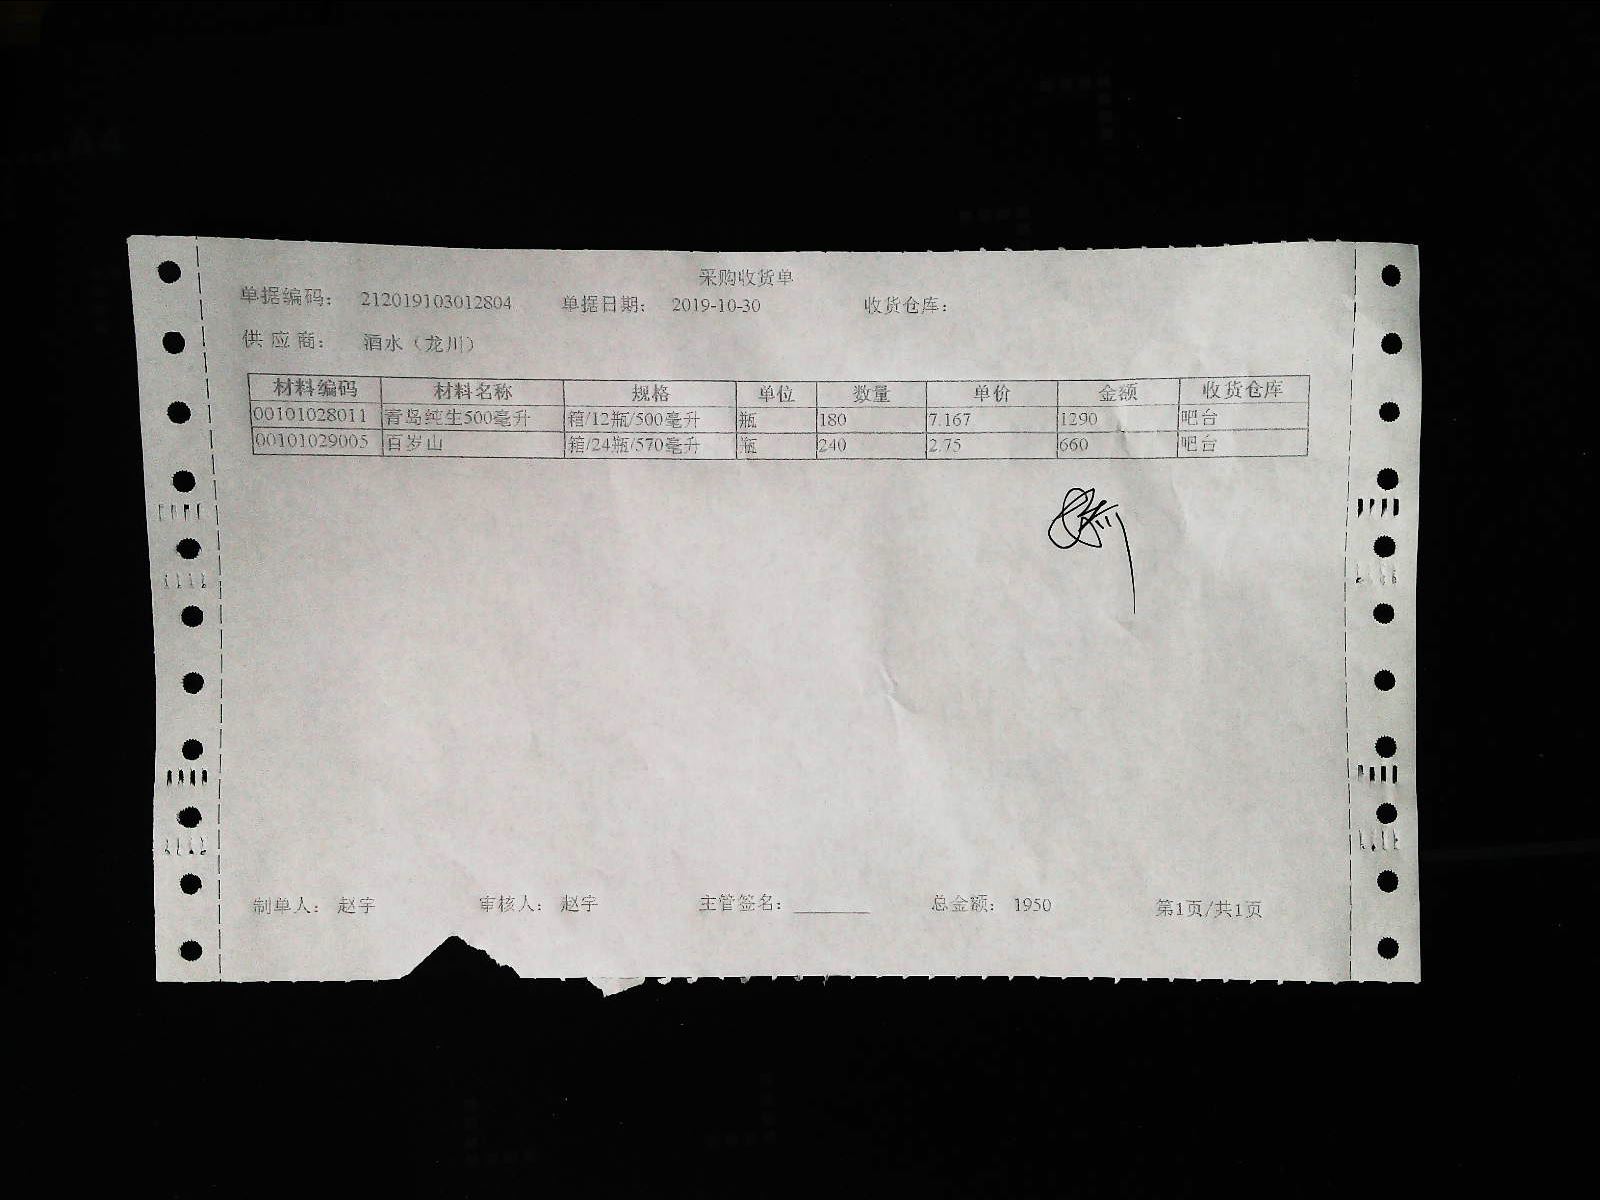 采购收货单
单据编码: 212019103012804 单据日期: 2019-10-30 收货仓库:
供应商: 酒水（龙川）
材料编码 材料名称 规格 单位 数量 单价 金额 收货仓库
00101028011 青岛纯生500毫升 箱/12瓶/500毫升 瓶 180 7.167 1290 吧台
00101029005 百岁山 箱/24瓶/570毫升 瓶 240 2.75 660 吧台
制单人: 赵宇 审核人: 赵宇 主管签名: 总金额: 1950 第1页/共1页